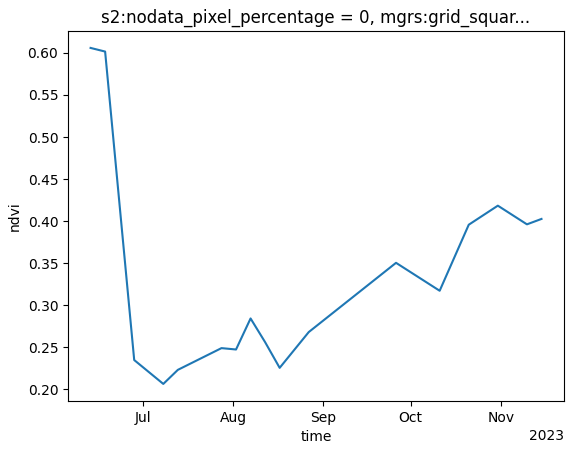 s2:nodata_pixel_percentage = 0, mgrs:grid_squar...
0.60
0.55
0.50
0.45
0.40
0.35
0.30
0.25
0.20
ndvi
Jul Aug Sep Oct Nov
time
2023